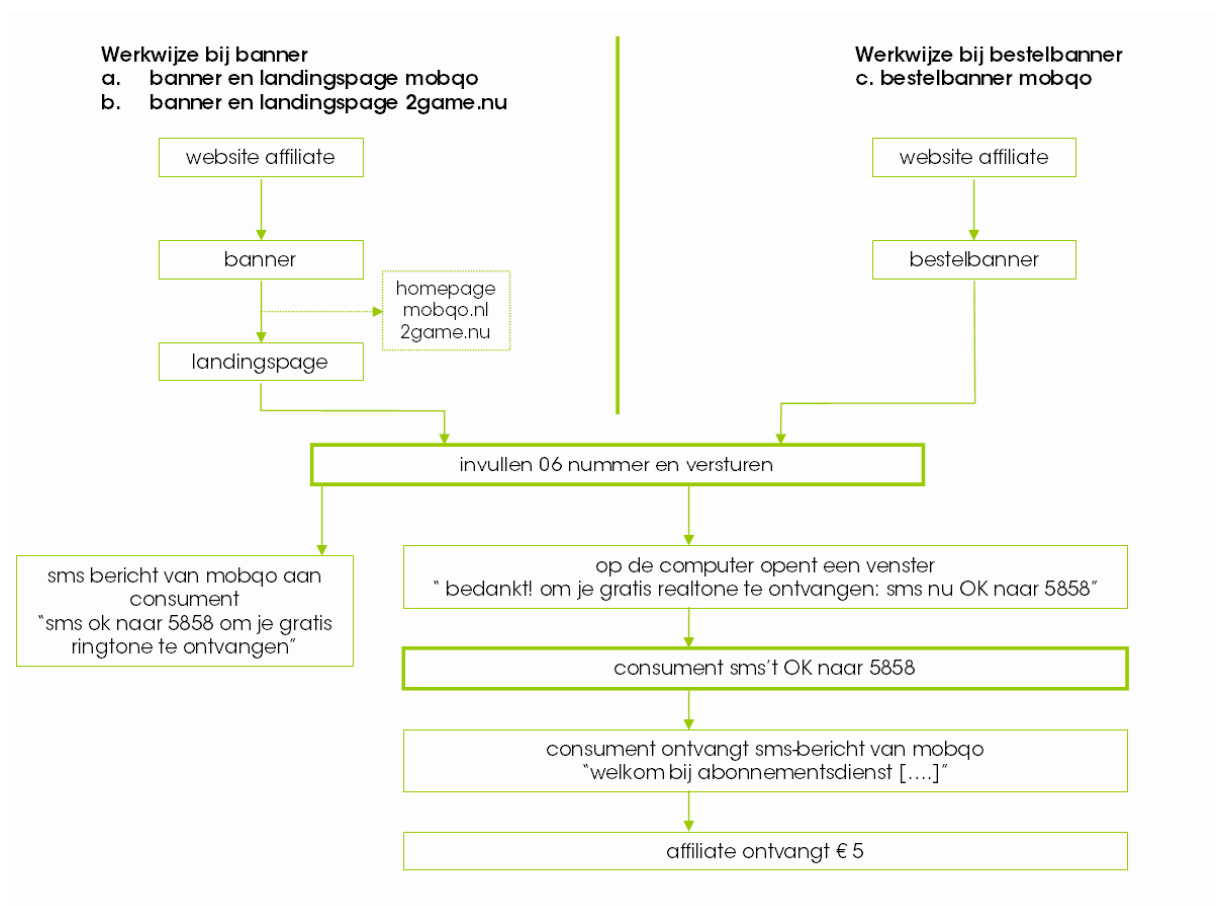 Werkwijze bij banner
a. banner en landingspage mobqo
b. banner en landingspage 2game.nu
Werkwijze bij bestelbanner
c. bestelbanner mobqo
website affiliate
banner
homepage
mobqo.nl
2game.nu
landingspage
website affiliate
bestelbanner
invullen 06 nummer en versturen
sms bericht van mobqo aan
consument
“sms ok naar 5858 om je gratis
ringtone te ontvangen”
op de computer opent een venster
“ bedankt! om je gratis realtone te ontvangen: sms nu OK naar 5858”
consument sms't OK naar 5858
consument ontvangt sms-bericht van mobqo
“welkom bij abonnementsdienst [....]”
affiliate ontvangt € 5